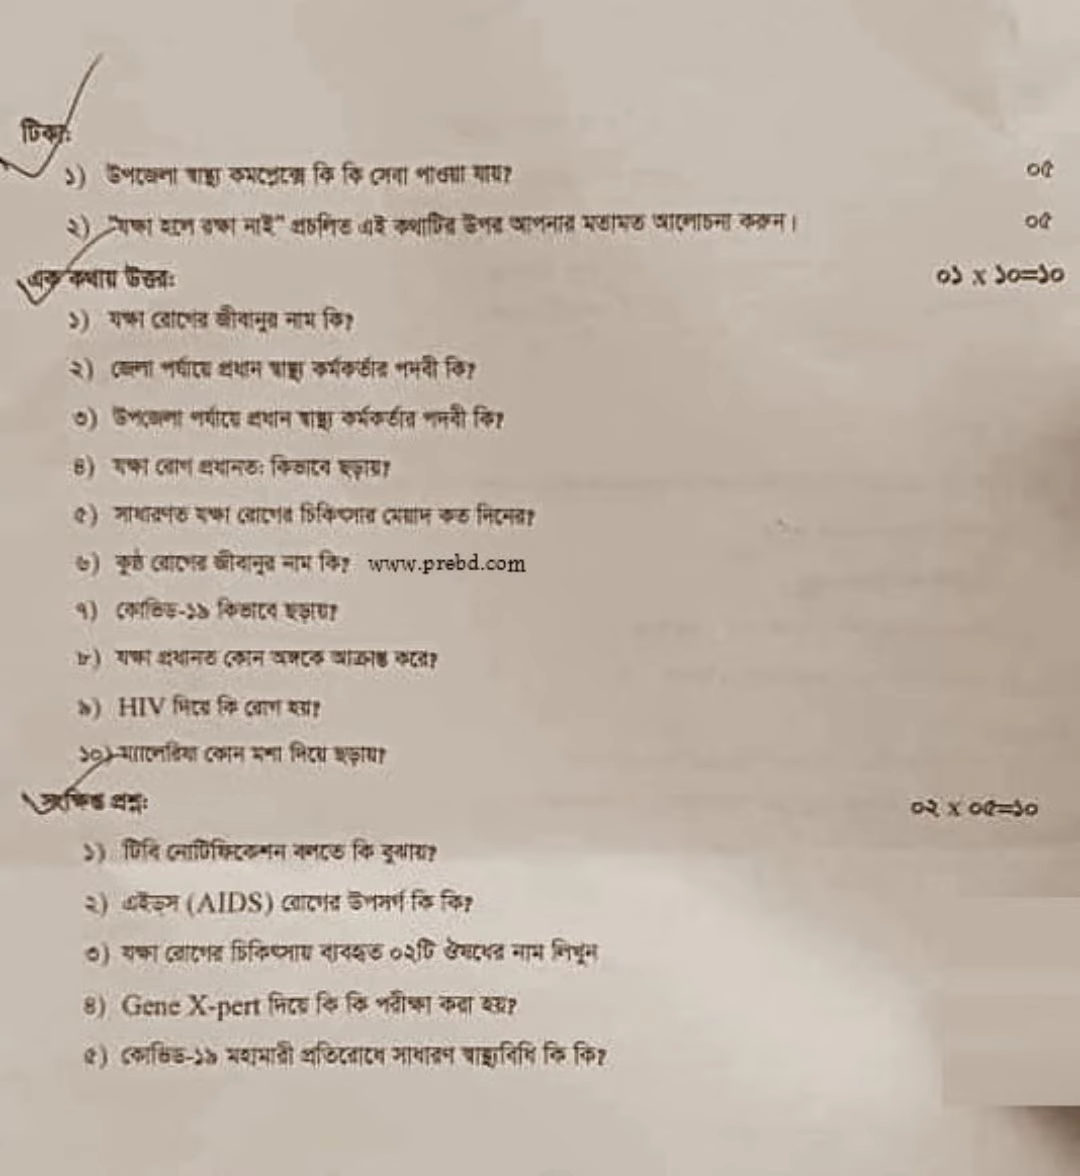 টিকা:
১) উপজেলা স্বাস্থ্য কমপ্লেক্সে কি কি সেবা পাওয়া যায়? ০৫
২) "যক্ষা হলে রক্ষা নাই" প্রচলিত এই কথাটির উপর আপনার মতামত আলোচনা করুন। ০৫
এক কথায় উত্তর: ০১ x ১০=১০
১) যক্ষা রোগের জীবানুর নাম কি?
২) জেলা পর্যায়ে প্রধান স্বাস্থ্য কর্মকর্তার পদবী কি?
৩) উপজেলা পর্যায়ে প্রধান স্বাস্থ্য কর্মকর্তার পদবী কি?
৪) যক্ষা রোগ প্রধানত: কিভাবে ছড়ায়?
৫) সাধারণত যক্ষা রোগের চিকিৎসার মেয়াদ কত দিনের?
৬) কুষ্ঠ রোগের জীবানুর নাম কি? www.prebd.com
৭) কোভিড-১৯ কিভাবে ছড়ায়?
৮) যক্ষা প্রধানত কোন অঙ্গকে আক্রান্ত করে?
৯) HIV দিয়ে কি রোগ হয়?
১০) ম্যালেরিয়া কোন মশা দিয়ে ছড়ায়?
সংক্ষিপ্ত প্রশ্ন: ০২ x ০৫=১০
১) টিবি নোটিফিকেশন বলতে কি বুঝায়?
২) এইড্স (AIDS) রোগের উপসর্গ কি কি?
৩) যক্ষা রোগের চিকিৎসায় ব্যবহৃত ০২টি ঔষধের নাম লিখুন
৪) Gene X-pert দিয়ে কি কি পরীক্ষা করা হয়?
৫) কোভিড-১৯ মহামারী প্রতিরোধে সাধারণ স্বাস্থ্যবিধি কি কি?